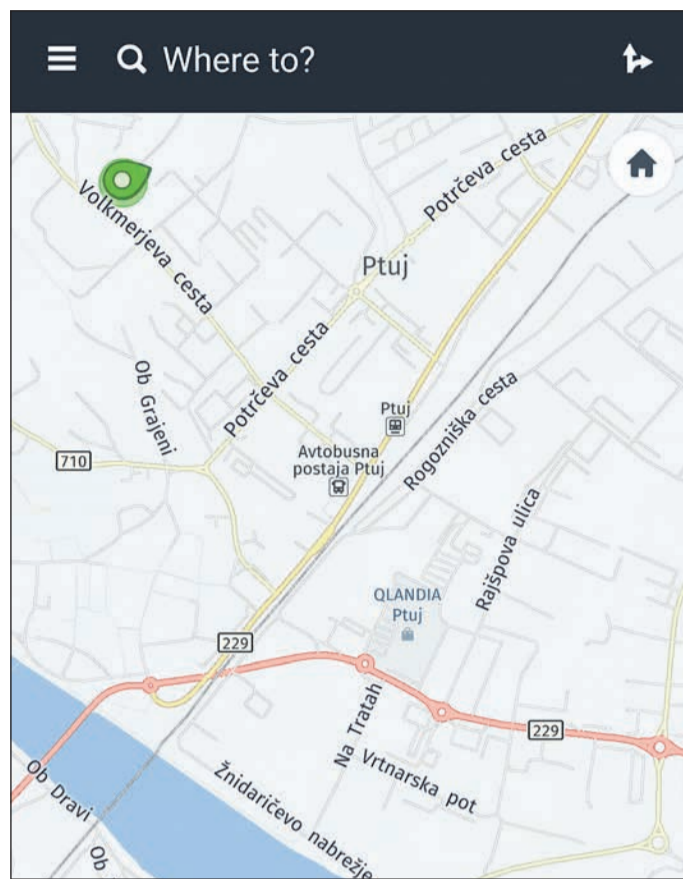 Where to?
Potrčeva cesta
Volkmerjeva cesta
Ptuj
Potrčeva cesta
Ob Grajeni
Ptuj
Rogozniška cesta
710
Avtobusna
postaja Ptuj
Rajšpova ulica
QLANDIA
Ptuj
229
Na Tratah
229
Vrtnarska pot
Ob Dravi
Žnidaričevo nabrežje
Ob